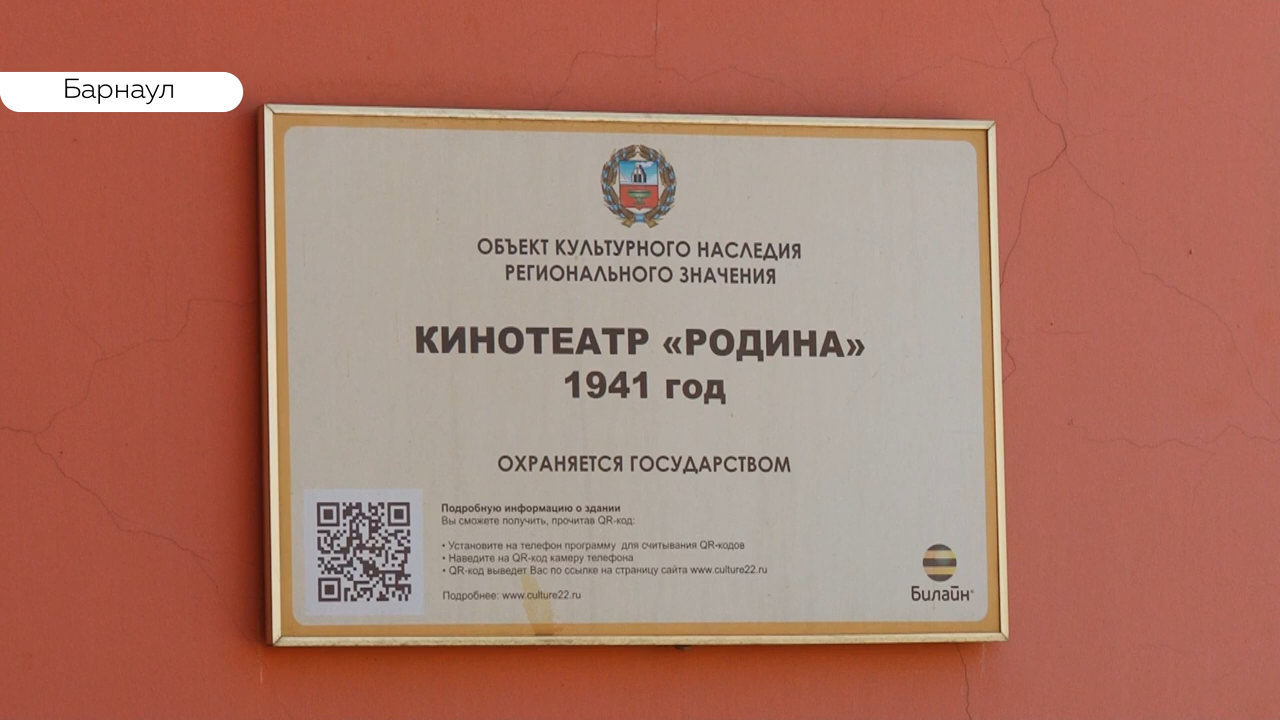 Барнаул
ОБЪЕКТ КУЛЬТУРНОГО НАСЛЕДИЯ
РЕГИОНАЛЬНОГО ЗНАЧЕНИЯ
КИНОТЕАТР «РОДИНА»
1941 год
ОХРАНЯЕТСЯ ГОСУДАРСТВОМ
Подробную информацию о здании
Вы сможете получить, прочитав QR-код:
• Установите на телефон программу для считывания QR-кодов
• Наведите на QR-код камеру телефона
• QR-код выведет Вас по ссылке на страницу сайта www.culture22.ru
Подробнее: www.culture22.ru
Билайн®